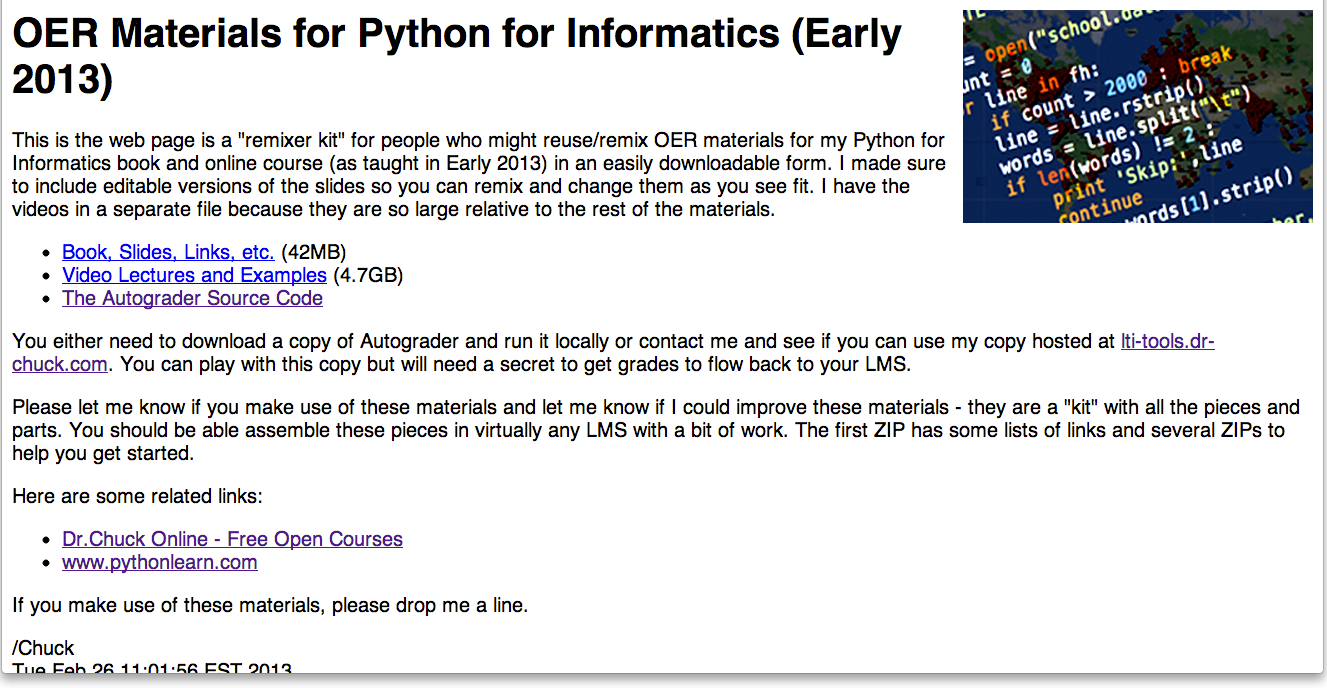 OER Materials for Python for Informatics (Early
2013)
This is the web page is a "remixer kit" for people who might reuse/remix OER materials for my Python for
Informatics book and online course (as taught in Early 2013) in an easily downloadable form. I made sure
to include editable versions of the slides so you can remix and change them as you see fit. I have the
videos in a separate file because they are so large relative to the rest of the materials.
= open("school.da
nt = 0
r line in fh:
if count > 2000 : break
line = line.rstrip()
words = line.split("\t")
if len(words) != 2 :
print 'Skip:',line
continue
words[1].strip()
• Book, Slides, Links, etc. (42MB)
• Video Lectures and Examples (4.7GB)
• The Autograder Source Code
You either need to download a copy of Autograder and run it locally or contact me and see if you can use my copy hosted at lti-tools.dr-
chuck.com. You can play with this copy but will need a secret to get grades to flow back to your LMS.
Please let me know if you make use of these materials and let me know if I could improve these materials - they are a "kit" with all the pieces and
parts. You should be able assemble these pieces in virtually any LMS with a bit of work. The first ZIP has some lists of links and several ZIPs to
help you get started.
Here are some related links:
• Dr.Chuck Online - Free Open Courses
• www.pythonlearn.com
If you make use of these materials, please drop me a line.
/Chuck
Tue Feb 26 11:01:56 EST 2013